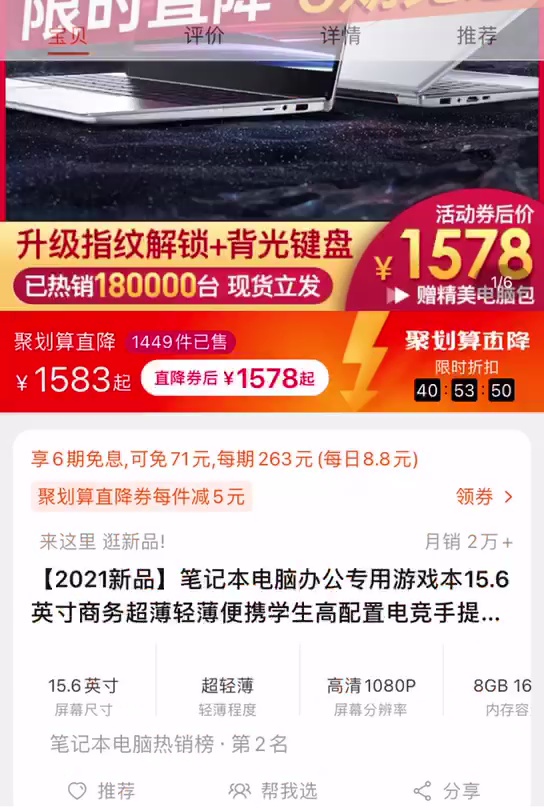 限时直降 6期免息
宝贝 评价 详情 推荐
升级指纹解锁+背光键盘
已热销180000台 现货立发
活动券后价
¥1578
1/6
赠精美电脑包
聚划算直降 1449件已售
¥1583起 直降券后¥1578起
聚划算直降
限时折扣
40:53:50
享6期免息,可免71元,每期263元(每日8.8元)
聚划算直降券每件减5元 领券 >
来这里 逛新品! 月销 2万+
【2021新品】笔记本电脑办公专用游戏本15.6
英寸商务超薄轻薄便携学生高配置电竞手提...
15.6英寸 超轻薄 高清1080P 8GB 16
屏幕尺寸 轻薄程度 屏幕分辨率 内存容
笔记本电脑热销榜·第2名
推荐 帮我选 分享